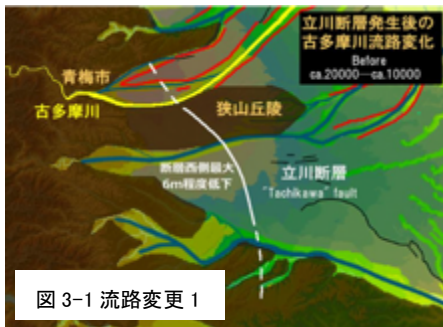 立川断層発生後の
古多摩川流路変化
Before
ca.20000—ca.10000
青梅市
古多摩川
狭山丘陵
断層西側最大
6m程度低下
立川断層
"Tachikawa" fault
図 3-1 流路変更 1